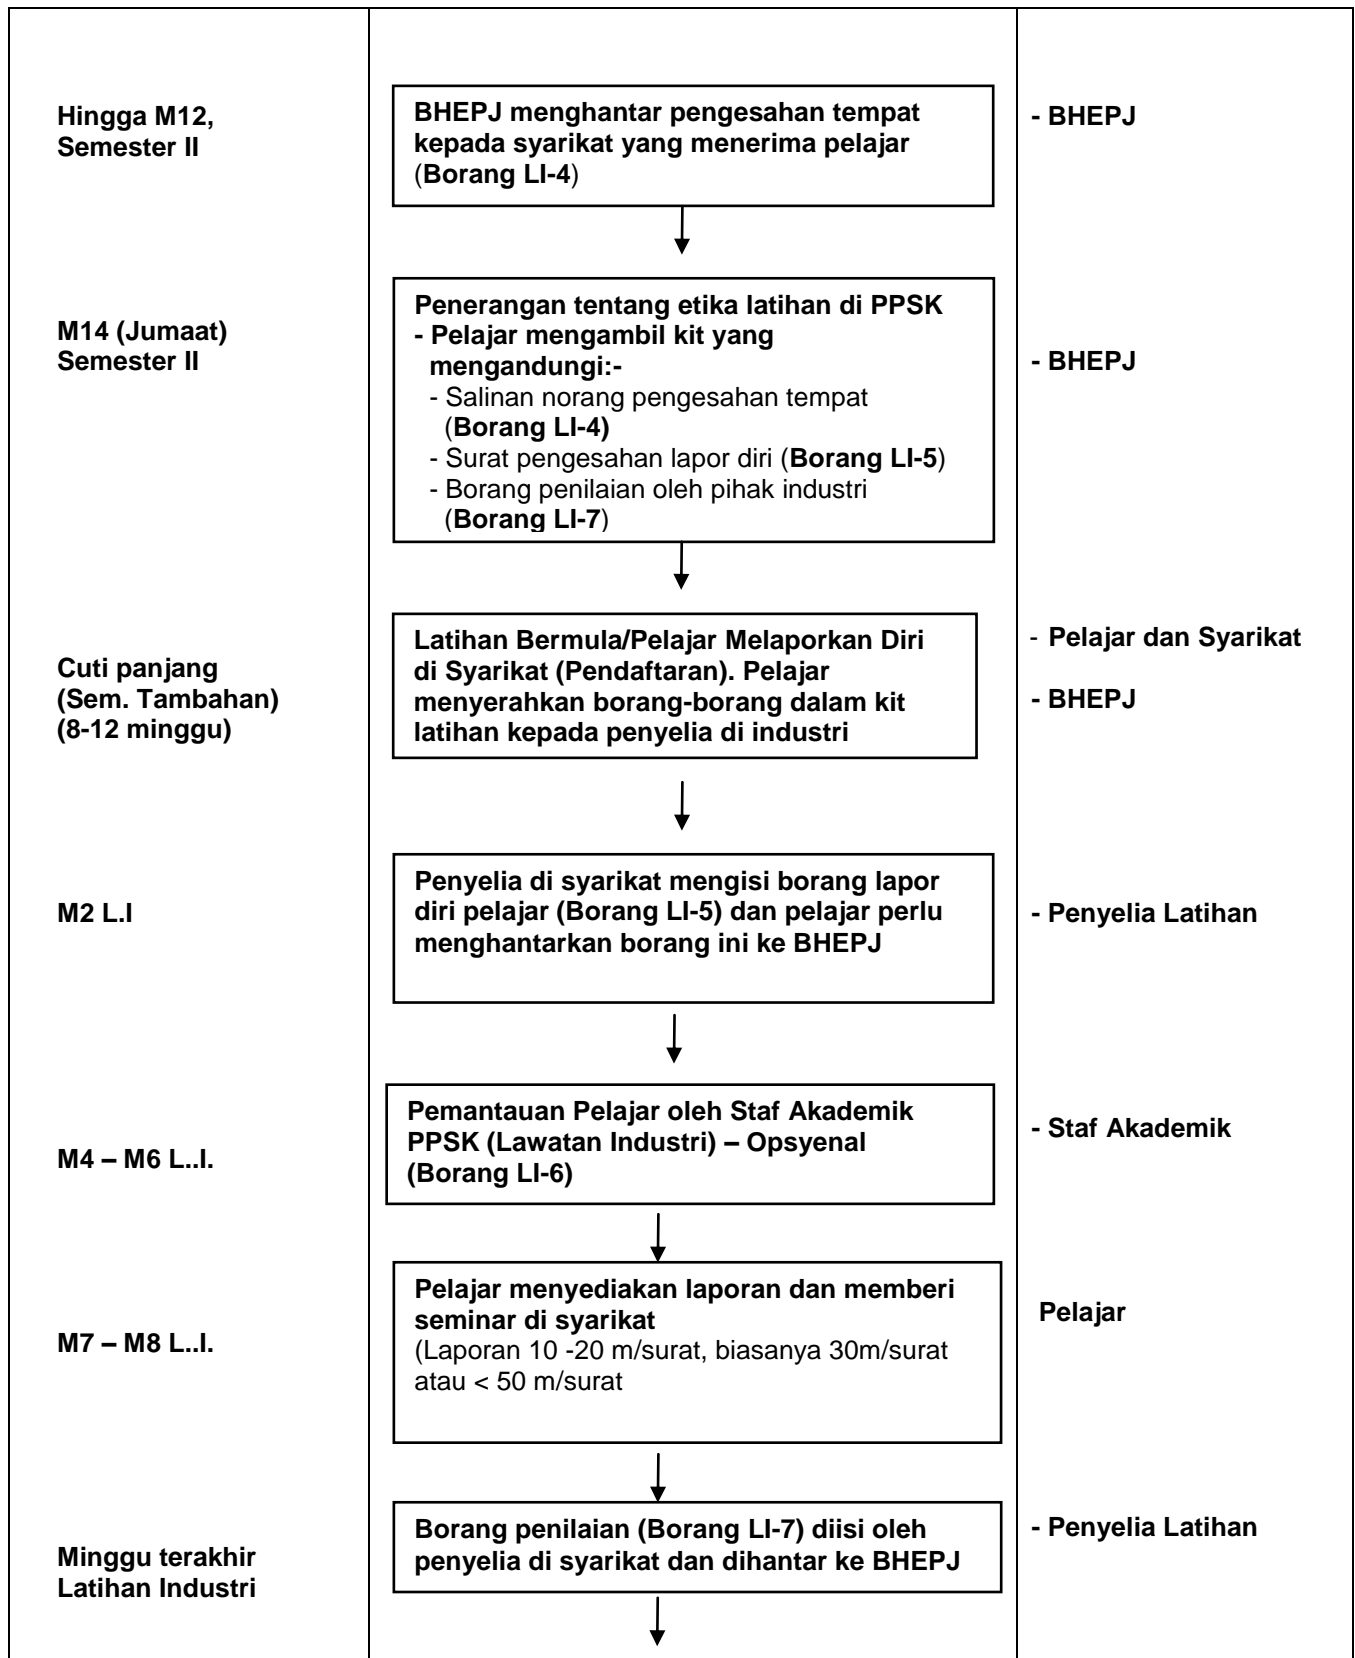 Hingga M12,
Semester II
BHEPJ menghantar pengesahan tempat
kepada syarikat yang menerima pelajar
(Borang LI-4)
- BHEPJ
M14 (Jumaat)
Semester II
Penerangan tentang etika latihan di PPSK
- Pelajar mengambil kit yang
mengandungi:-
- Salinan norang pengesahan tempat
(Borang LI-4)
- Surat pengesahan lapor diri (Borang LI-5)
- Borang penilaian oleh pihak industri
(Borang LI-7)
- BHEPJ
Cuti panjang
(Sem. Tambahan)
(8-12 minggu)
Latihan Bermula/Pelajar Melaporkan Diri
di Syarikat (Pendaftaran). Pelajar
menyerahkan borang-borang dalam kit
latihan kepada penyelia di industri
- Pelajar dan Syarikat
- BHEPJ
M2 L.I
Penyelia di syarikat mengisi borang lapor
diri pelajar (Borang LI-5) dan pelajar perlu
menghantarkan borang ini ke BHEPJ
- Penyelia Latihan
M4 – M6 L..I.
Pemantauan Pelajar oleh Staf Akademik
PPSK (Lawatan Industri) – Opsyenal
(Borang LI-6)
- Staf Akademik
M7 – M8 L..I.
Pelajar menyediakan laporan dan memberi
seminar di syarikat
(Laporan 10 -20 m/surat, biasanya 30m/surat
atau < 50 m/surat
Pelajar
Minggu terakhir
Latihan Industri
Borang penilaian (Borang LI-7) diisi oleh
penyelia di syarikat dan dihantar ke BHEPJ
- Penyelia Latihan